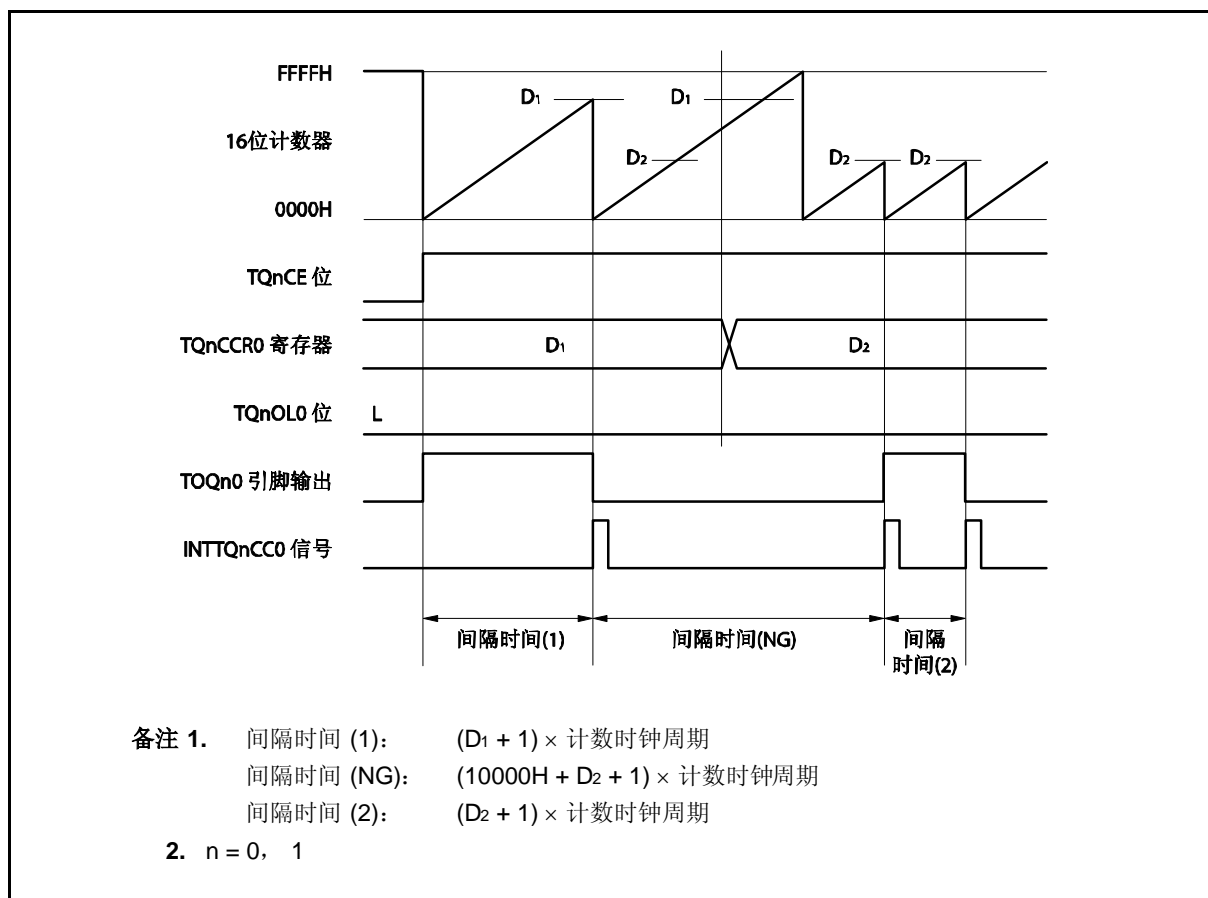 FFFFH
D1 D1
16位计数器
D2 D2 D2
0000H
TQnCE 位
TQnCCR0 寄存器 D1 D2
TQnOL0 位 L
TOQn0 引脚输出
INTTQnCC0 信号
间隔时间(1) 间隔时间(NG) 间隔
时间(2)
备注 1. 间隔时间 (1): (D1 + 1) × 计数时钟周期
间隔时间 (NG): (10000H + D2 + 1) × 计数时钟周期
间隔时间 (2): (D2 + 1) × 计数时钟周期
2. n = 0, 1